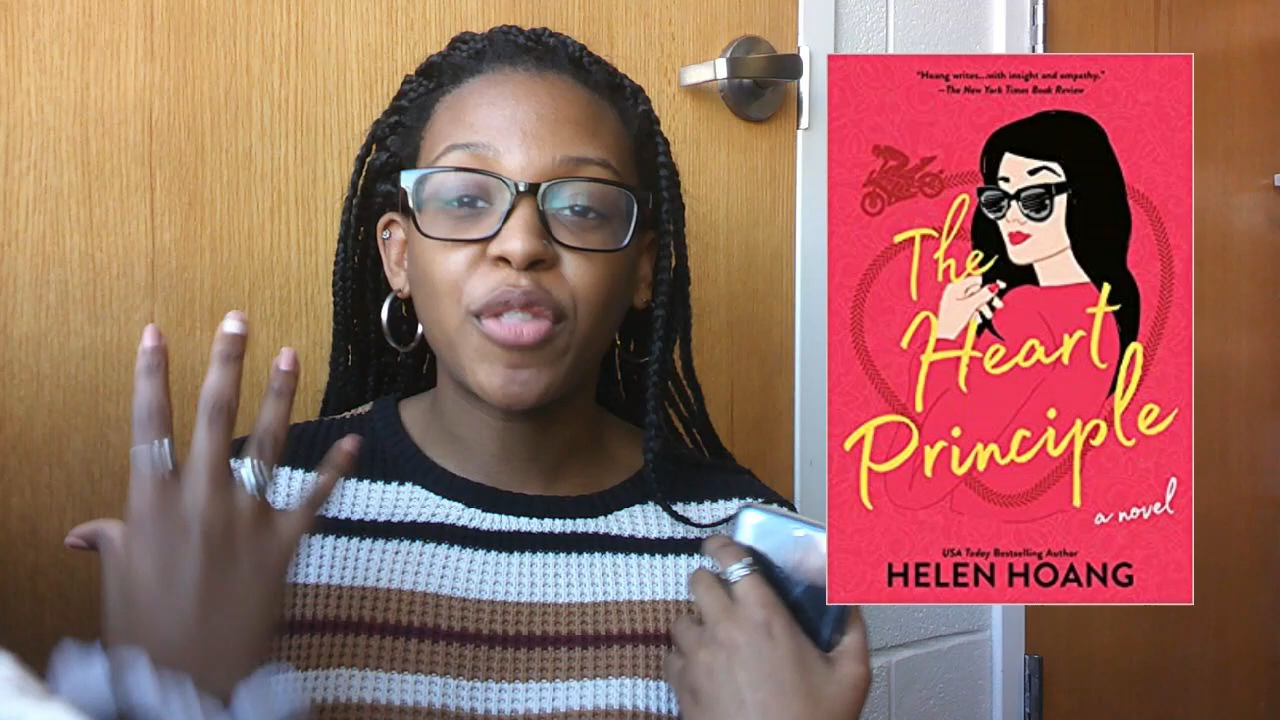 "Hoang writes...with insight and empathy."
—The New York Times Book Review
The
Heart
Principle
a novel
USA Today Bestselling Author
HELEN HOANG